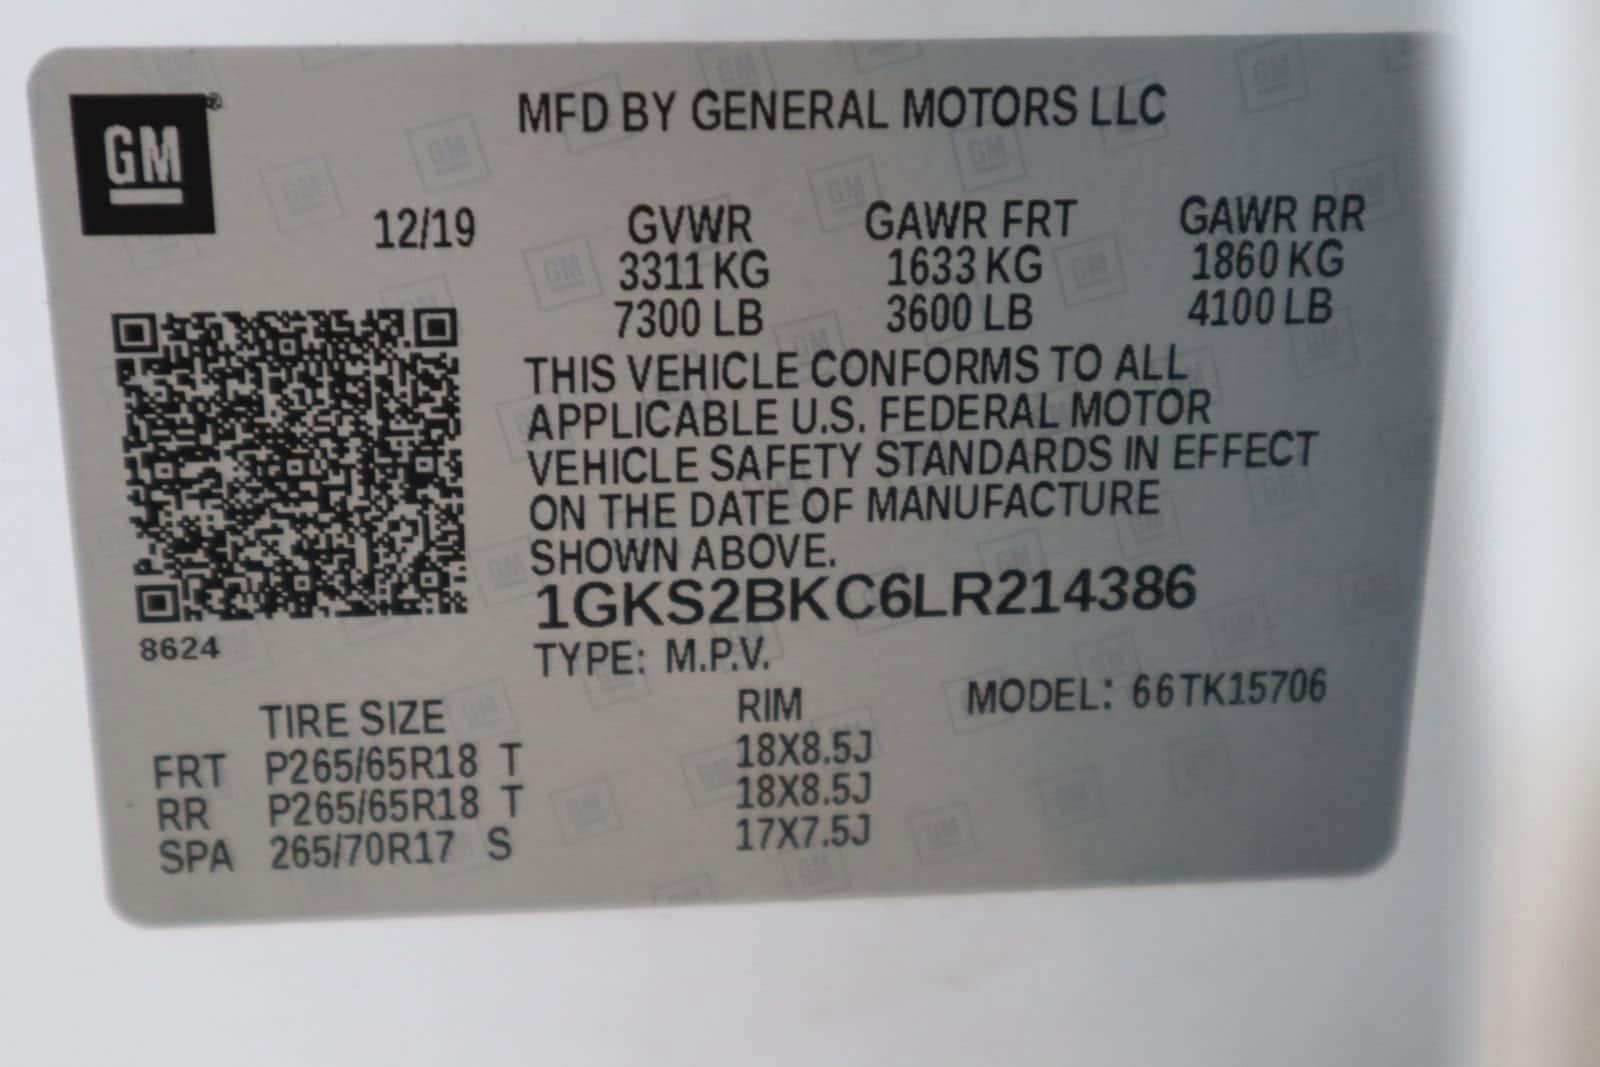 GM
MFD BY GENERAL MOTORS LLC
12/19 GVWR GAWR FRT GAWR RR
3311 KG 1633 KG 1860 KG
7300 LB 3600 LB 4100 LB
THIS VEHICLE CONFORMS TO ALL
APPLICABLE U.S. FEDERAL MOTOR
VEHICLE SAFETY STANDARDS IN EFFECT
ON THE DATE OF MANUFACTURE
SHOWN ABOVE.
1GKS2BKC6LR214386
8624
TYPE: M.P.V.
TIRE SIZE RIM MODEL: 66TK15706
FRT P265/65R18 T 18X8.5J
RR P265/65R18 T 18X8.5J
SPA 265/70R17 S 17X7.5J